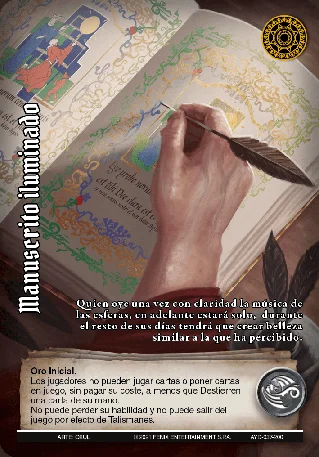 Manuscrito iluminado
Quien oye una vez con claridad la música de
las esferas, en adelante estará solo, durante
el resto de sus días tendrá que crear belleza
similar a la que ha percibido.
Oro Inicial.
Los jugadores no pueden jugar cartas o poner cartas
en juego, sin pagar su coste, a menos que Destierren
una carta de su mano.
No puede perder su habilidad y no puede salir del
juego por efecto de Talismanes.
ARTE:
FENIX ENTERTAINMENT S.P.A.